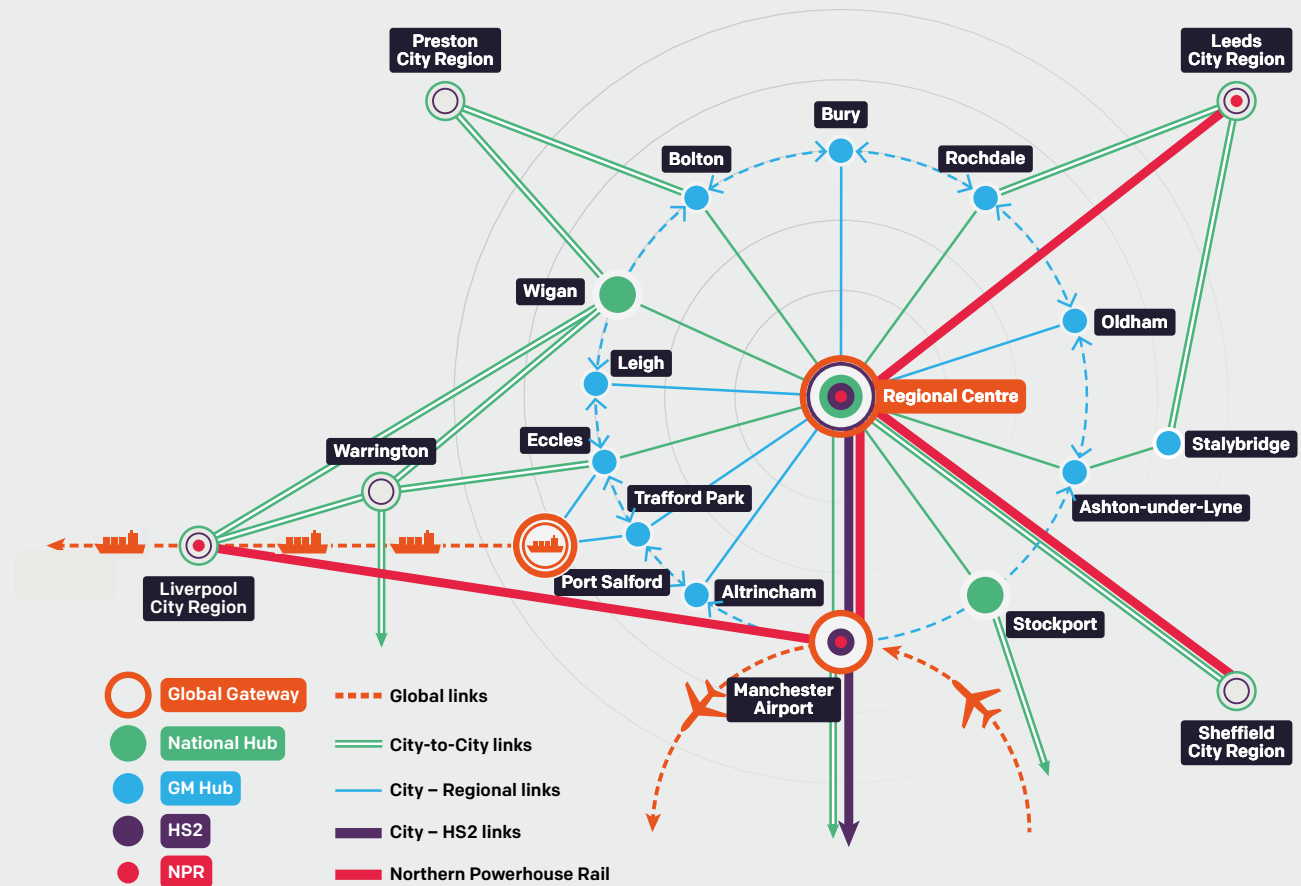 Preston
City Region
Leeds
City Region
Bury
Bolton
Rochdale
Wigan
Oldham
Leigh
Regional Centre
Eccles
Warrington
Stalybridge
Trafford Park
Ashton-under-Lyne
Port Salford
Altrincham
Liverpool
City Region
Stockport
Manchester
Airport
Sheffield
City Region
Global Gateway
Global links
National Hub
City-to-City links
GM Hub
City – Regional links
HS2
City – HS2 links
NPR
Northern Powerhouse Rail